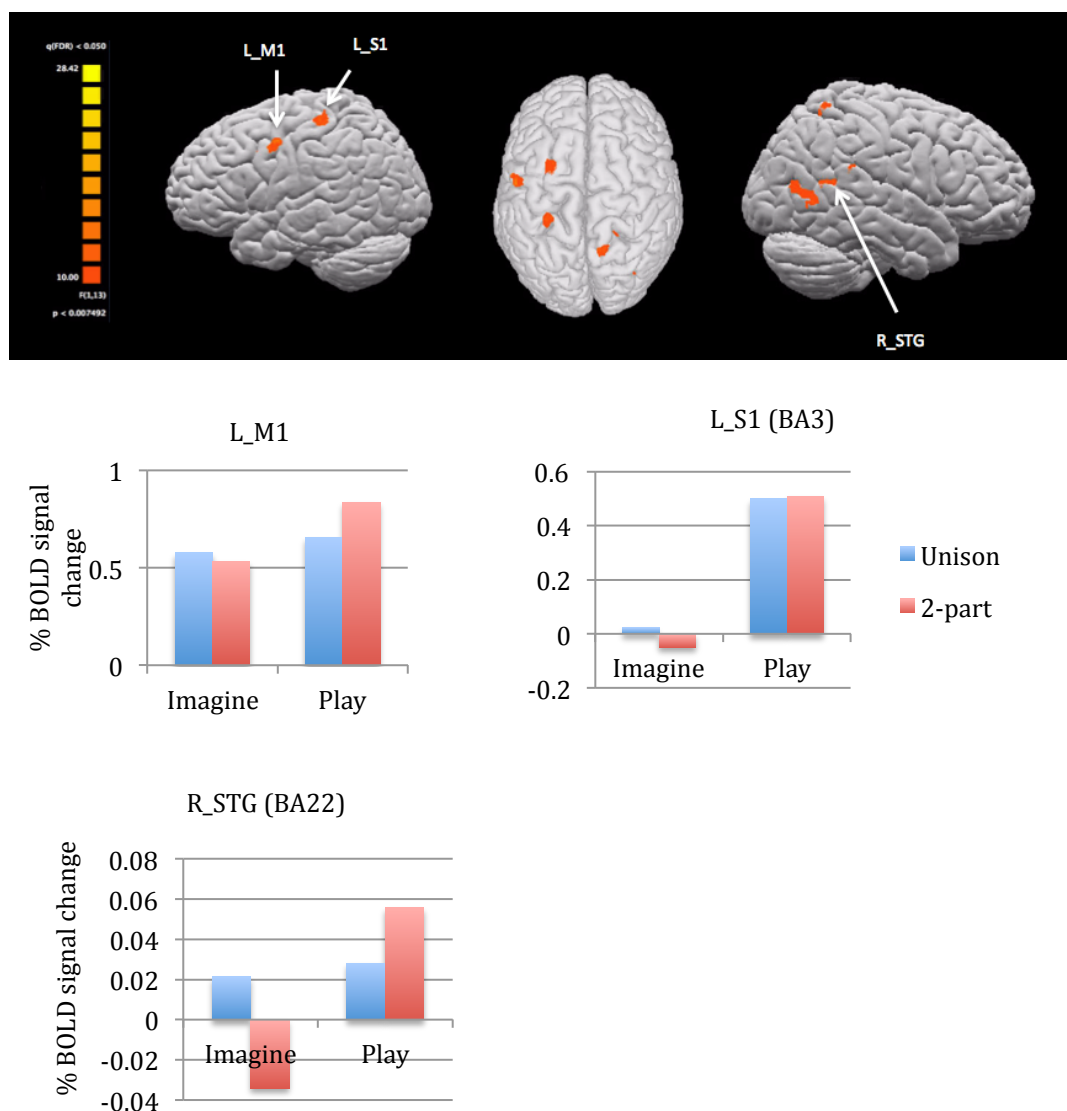 q(FDR) < 0.050
28.42
10.00
F(1,13)
p < 0.007492
L_M1
L_S1
R_STG
L_M1
% BOLD signal
change
1
0.5
0
Imagine
Play
L_S1 (BA3)
0.6
0.4
0.2
0
-0.2
Imagine
Play
Unison
2-part
R_STG (BA22)
% BOLD signal change
0.08
0.06
0.04
0.02
0
-0.02
-0.04
Imagine
Play